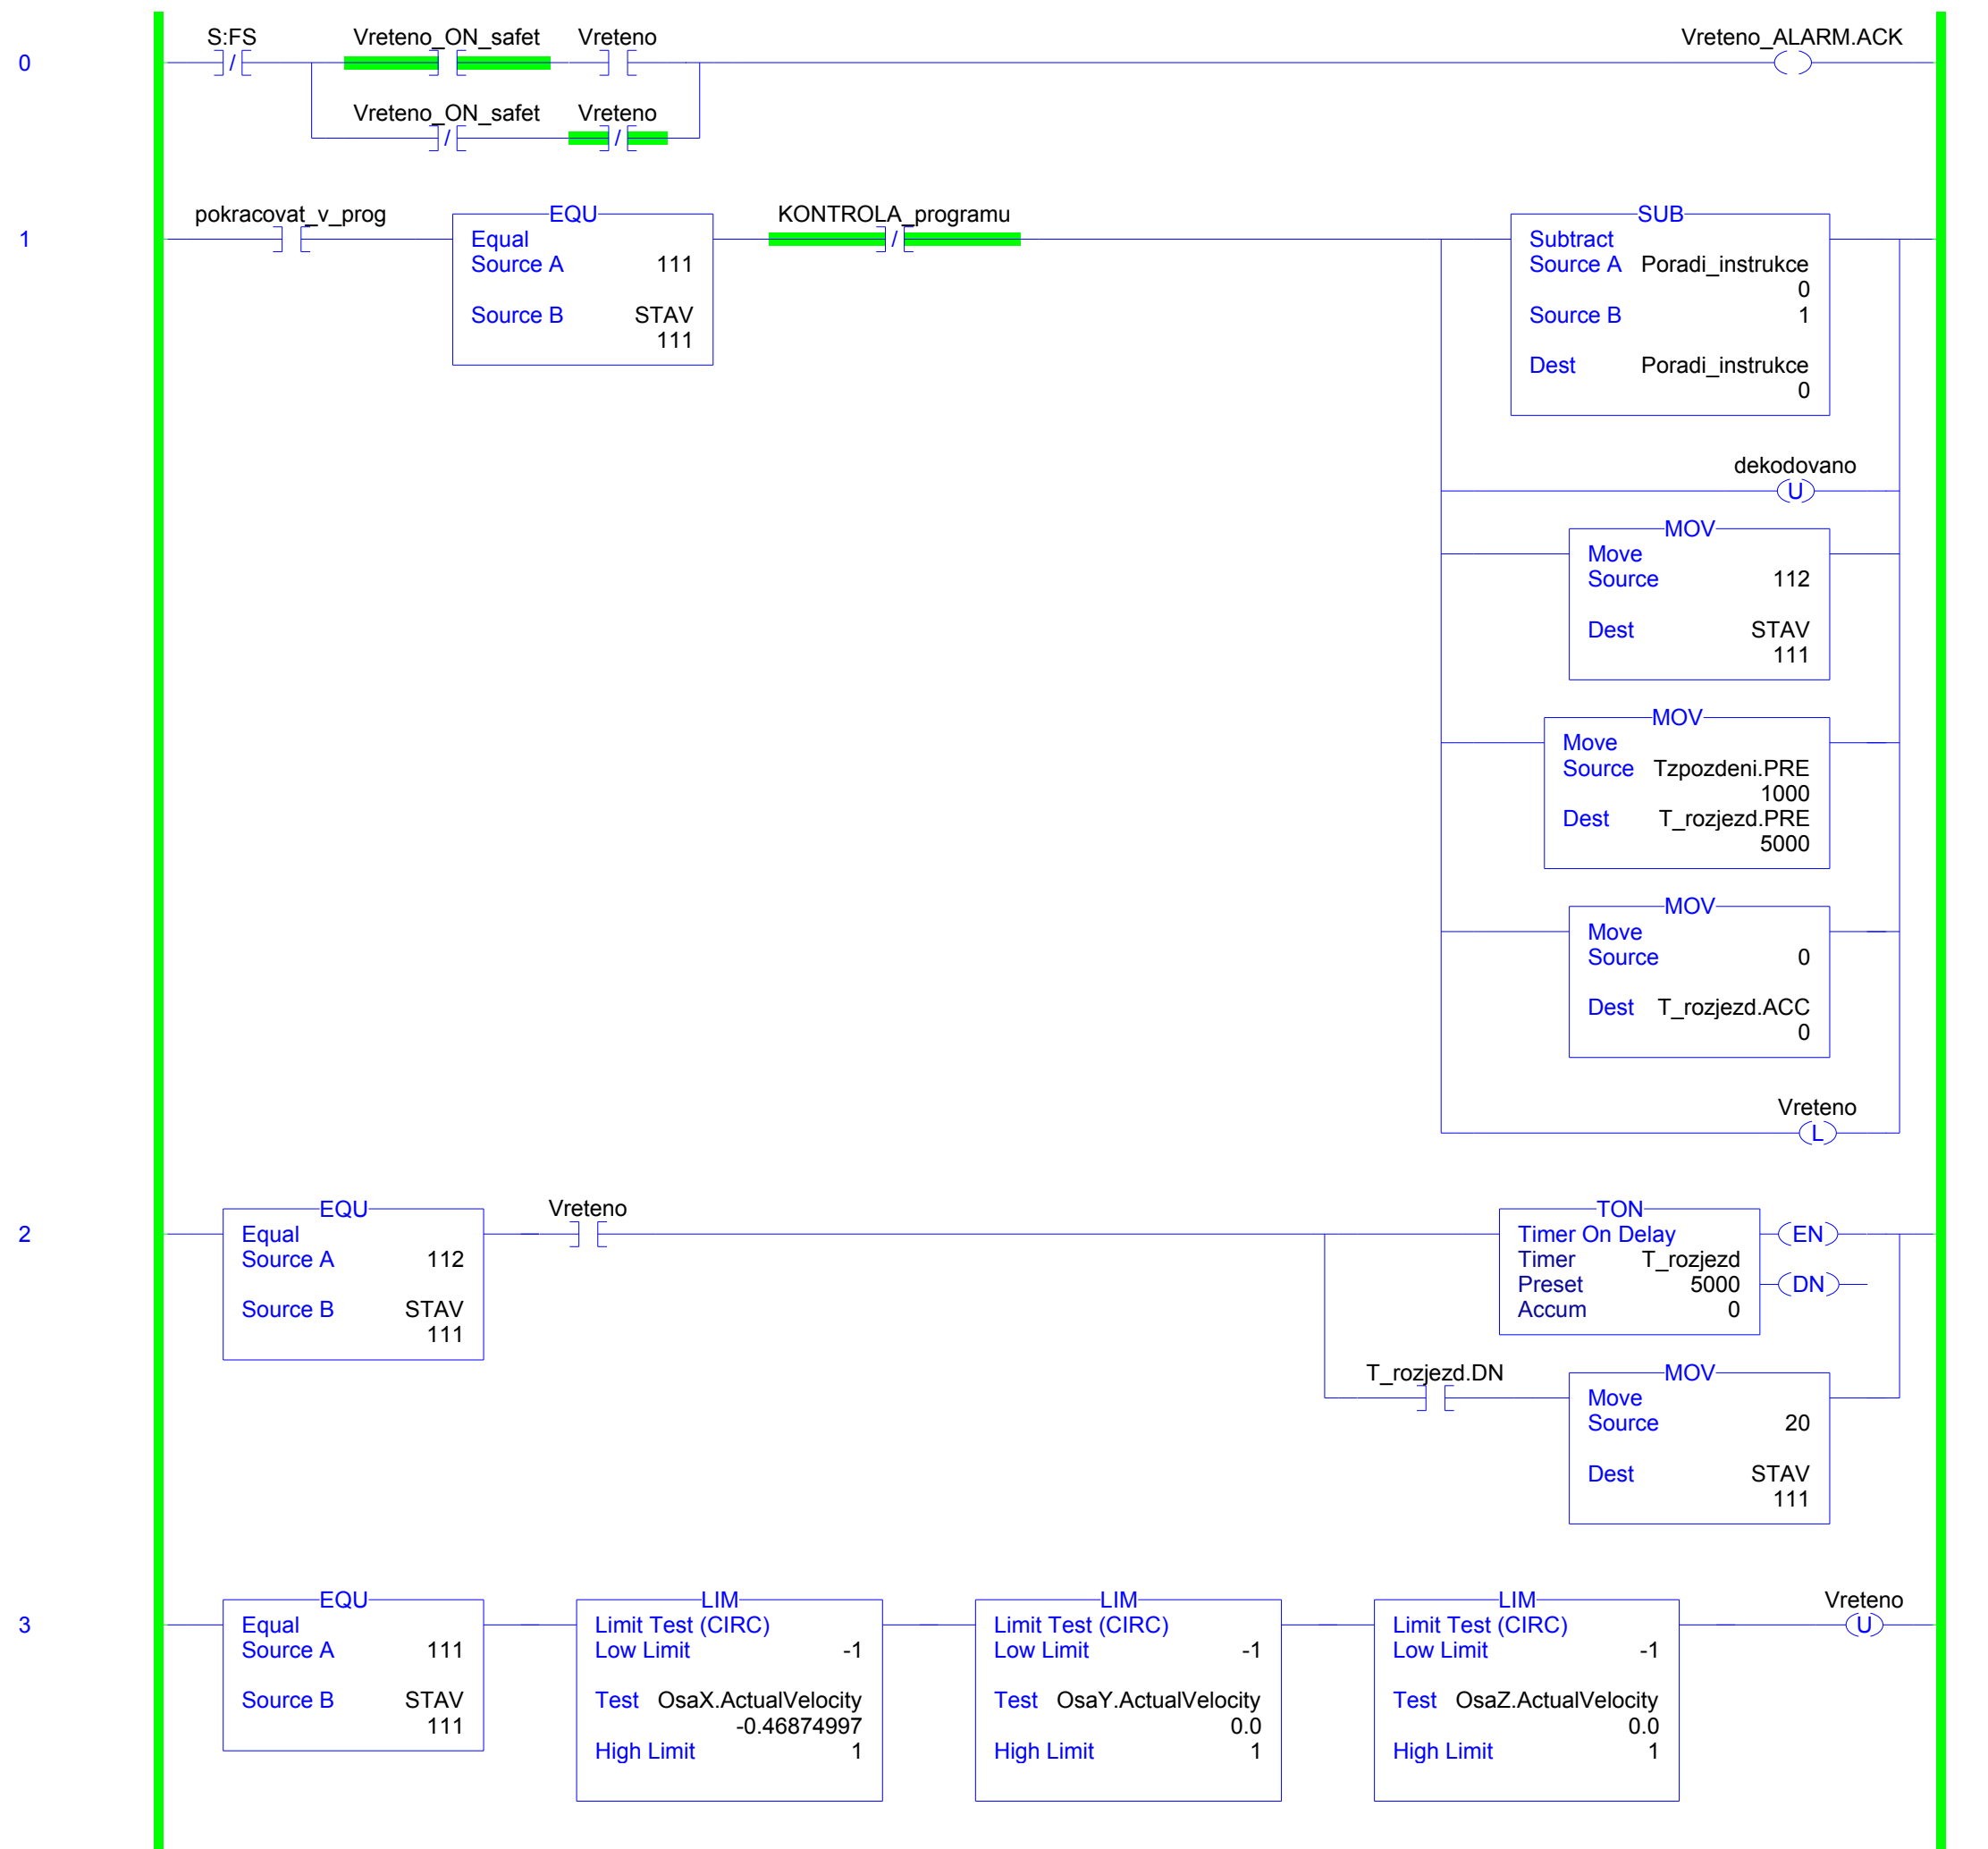 0
S:FS Vreteno_ON_safet Vreteno Vreteno_ALARM.ACK
/
Vreteno_ON_safet Vreteno
/ /
1
pokracovat_v_prog
EQU
Equal
Source A 111
Source B STAV
111
KONTROLA_programu
/
SUB
Subtract
Source A Poradi_instrukce
0
Source B 1
Dest Poradi_instrukce
0
dekodovano
U
MOV
Move
Source 112
Dest STAV
111
MOV
Move
Source Tzpozdeni.PRE
1000
Dest T_rozjezd.PRE
5000
MOV
Move
Source 0
Dest T_rozjezd.ACC
0
Vreteno
L
2
EQU
Equal
Source A 112
Source B STAV
111
Vreteno
TON
Timer On Delay
Timer T_rozjezd
Preset 5000
Accum 0
EN
DN
T_rozjezd.DN
MOV
Move
Source 20
Dest STAV
111
3
EQU
Equal
Source A 111
Source B STAV
111
LIM
Limit Test (CIRC)
Low Limit -1
Test OsaX.ActualVelocity
-0.46874997
High Limit 1
LIM
Limit Test (CIRC)
Low Limit -1
Test OsaY.ActualVelocity
0.0
High Limit 1
LIM
Limit Test (CIRC)
Low Limit -1
Test OsaZ.ActualVelocity
0.0
High Limit 1
Vreteno
U